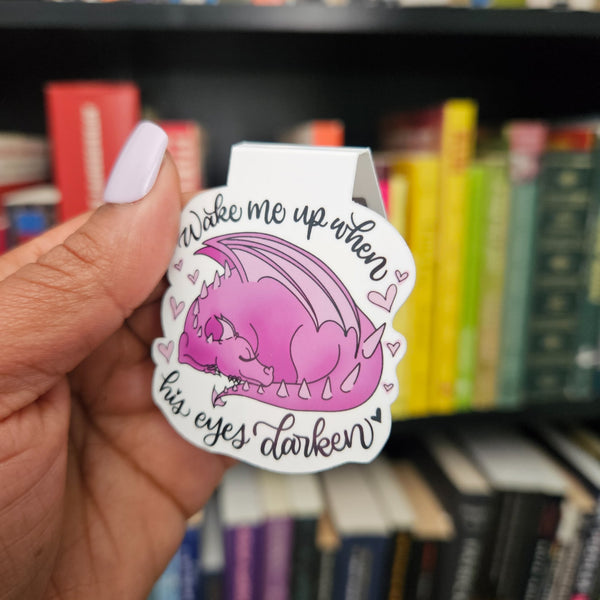 Wake me up when
his eyes darken